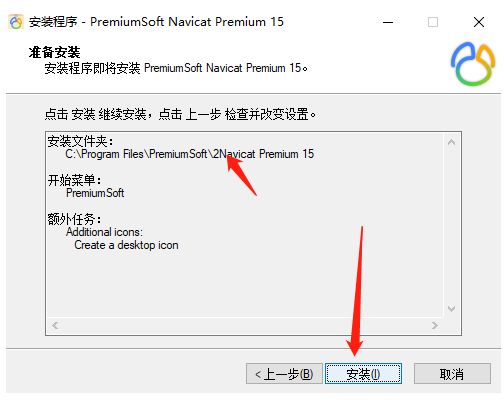 安装程序 - PremiumSoft Navicat Premium 15
准备安装
安装程序即将安装 PremiumSoft Navicat Premium 15。
点击 安装 继续安装，点击 上一步 检查并改变设置。
安装文件夹：
C:\Program Files\PremiumSoft\2Navicat Premium 15
开始菜单：
PremiumSoft
额外任务：
Additional icons:
Create a desktop icon
<上一步(B) 安装(I) 取消